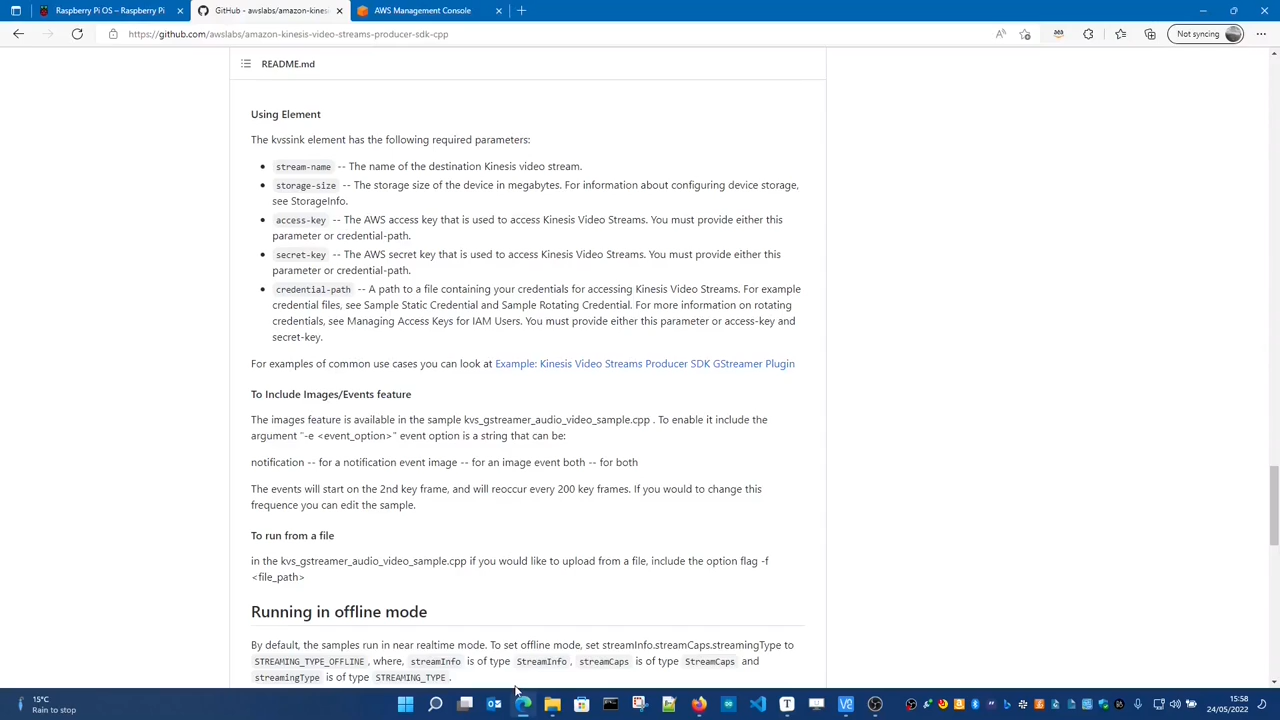 Raspberry Pi OS – Raspberry Pi
GitHub - awslabs/amazon-kinesis-
AWS Management Console
https://github.com/awslabs/amazon-kinesis-video-streams-producer-sdk-cpp
Not syncing
README.md
Using Element
The kvssink element has the following required parameters:
stream-name -- The name of the destination Kinesis video stream.
storage-size -- The storage size of the device in megabytes. For information about configuring device storage,
see StorageInfo.
access-key -- The AWS access key that is used to access Kinesis Video Streams. You must provide either this
parameter or credential-path.
secret-key -- The AWS secret key that is used to access Kinesis Video Streams. You must provide either this
parameter or credential-path.
credential-path -- A path to a file containing your credentials for accessing Kinesis Video Streams. For example
credential files, see Sample Static Credential and Sample Rotating Credential. For more information on rotating
credentials, see Managing Access Keys for IAM Users. You must provide either this parameter or access-key and
secret-key.
For examples of common use cases you can look at Example: Kinesis Video Streams Producer SDK GStreamer Plugin
To Include Images/Events feature
The images feature is available in the sample kvs_gstreamer_audio_video_sample.cpp . To enable it include the
argument "-e <event_option>" event option is a string that can be:
notification -- for a notification event image -- for an image event both -- for both
The events will start on the 2nd key frame, and will reoccur every 200 key frames. If you would to change this
frequence you can edit the sample.
To run from a file
in the kvs_gstreamer_audio_video_sample.cpp if you would like to upload from a file, include the option flag -f
<file_path>
Running in offline mode
By default, the samples run in near realtime mode. To set offline mode, set streamInfo.streamCaps.streamingType to
STREAMING_TYPE_OFFLINE , where, streamInfo is of type StreamInfo , streamCaps is of type StreamCaps and
streamingType is of type STREAMING_TYPE .
15°C
Rain to stop
15:58
24/05/2022